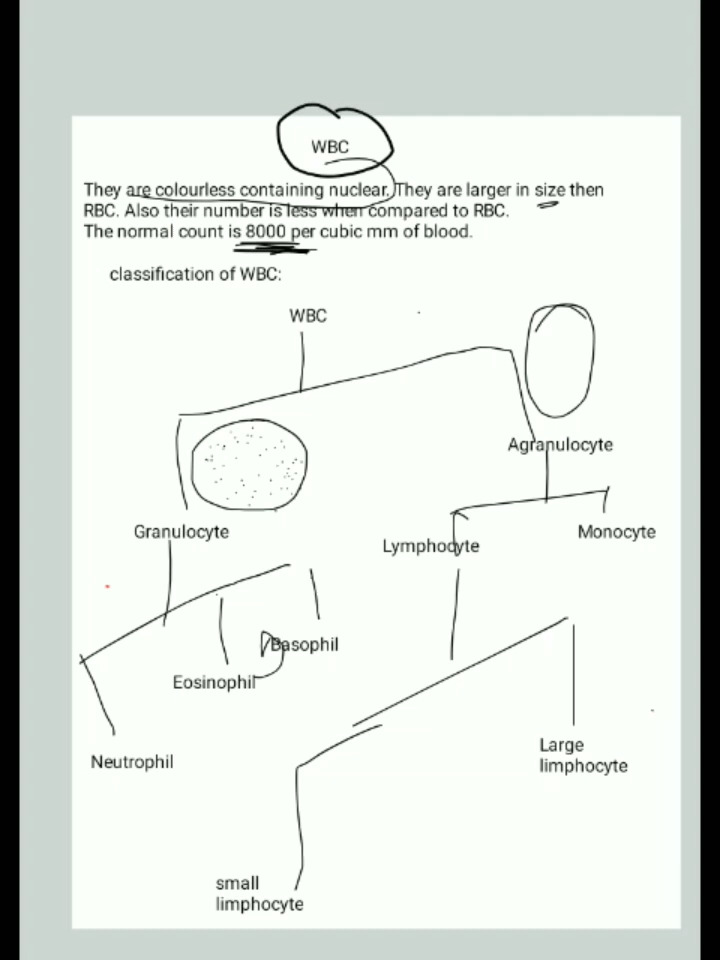 WBC
They are colourless containing nuclear. They are larger in size then
RBC. Also their number is less when compared to RBC.
The normal count is 8000 per cubic mm of blood.
classification of WBC:
WBC
Agranulocyte
Granulocyte
Lymphocyte
Monocyte
Basophil
Eosinophil
Neutrophil
Large
limphocyte
small
limphocyte